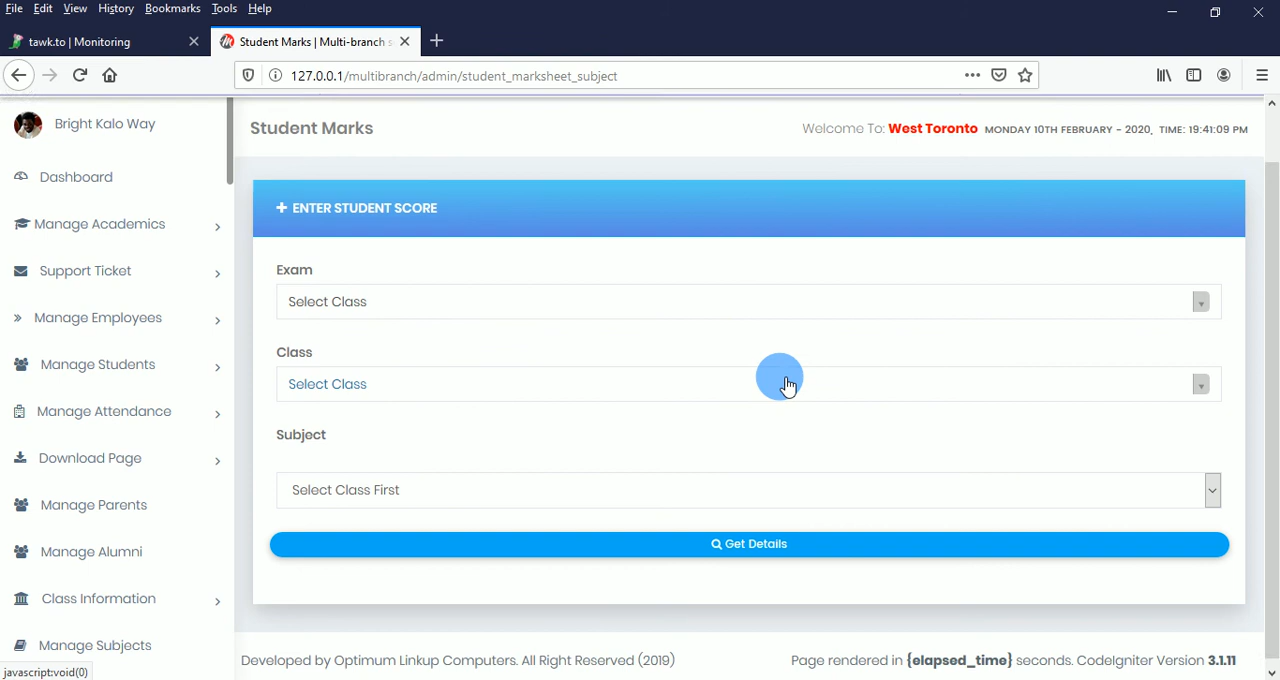 File Edit View History Bookmarks Tools Help
tawk.to | Monitoring
Student Marks | Multi-branch s
127.0.0.1/multibranch/admin/student_marksheet_subject
Bright Kalo Way
Student Marks
Welcome To: West Toronto MONDAY 10TH FEBRUARY - 2020, TIME: 19:41:09 PM
Dashboard
Manage Academics
Support Ticket
Manage Employees
Manage Students
Manage Attendance
Download Page
Manage Parents
Manage Alumni
Class Information
Manage Subjects
ENTER STUDENT SCORE
Exam
Select Class
Class
Select Class
Subject
Select Class First
Get Details
Developed by Optimum Linkup Computers. All Right Reserved (2019)
Page rendered in {elapsed_time} seconds. CodeIgniter Version 3.1.11
javascript:void(0)